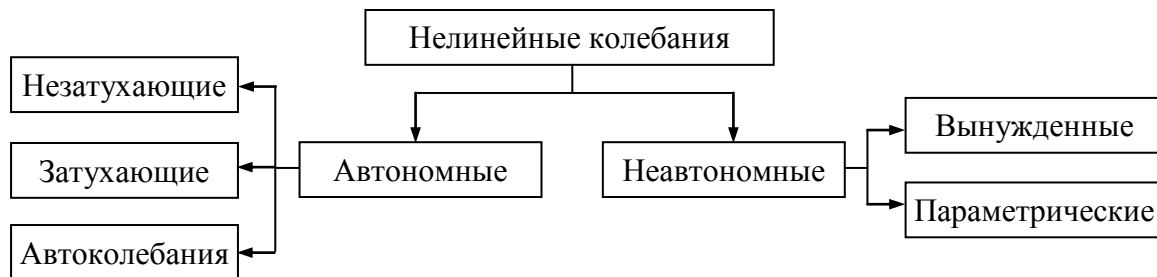 Нелинейные колебания
Незатухающие
Затухающие
Автоколебания
Автономные
Неавтономные
Вынужденные
Параметрические